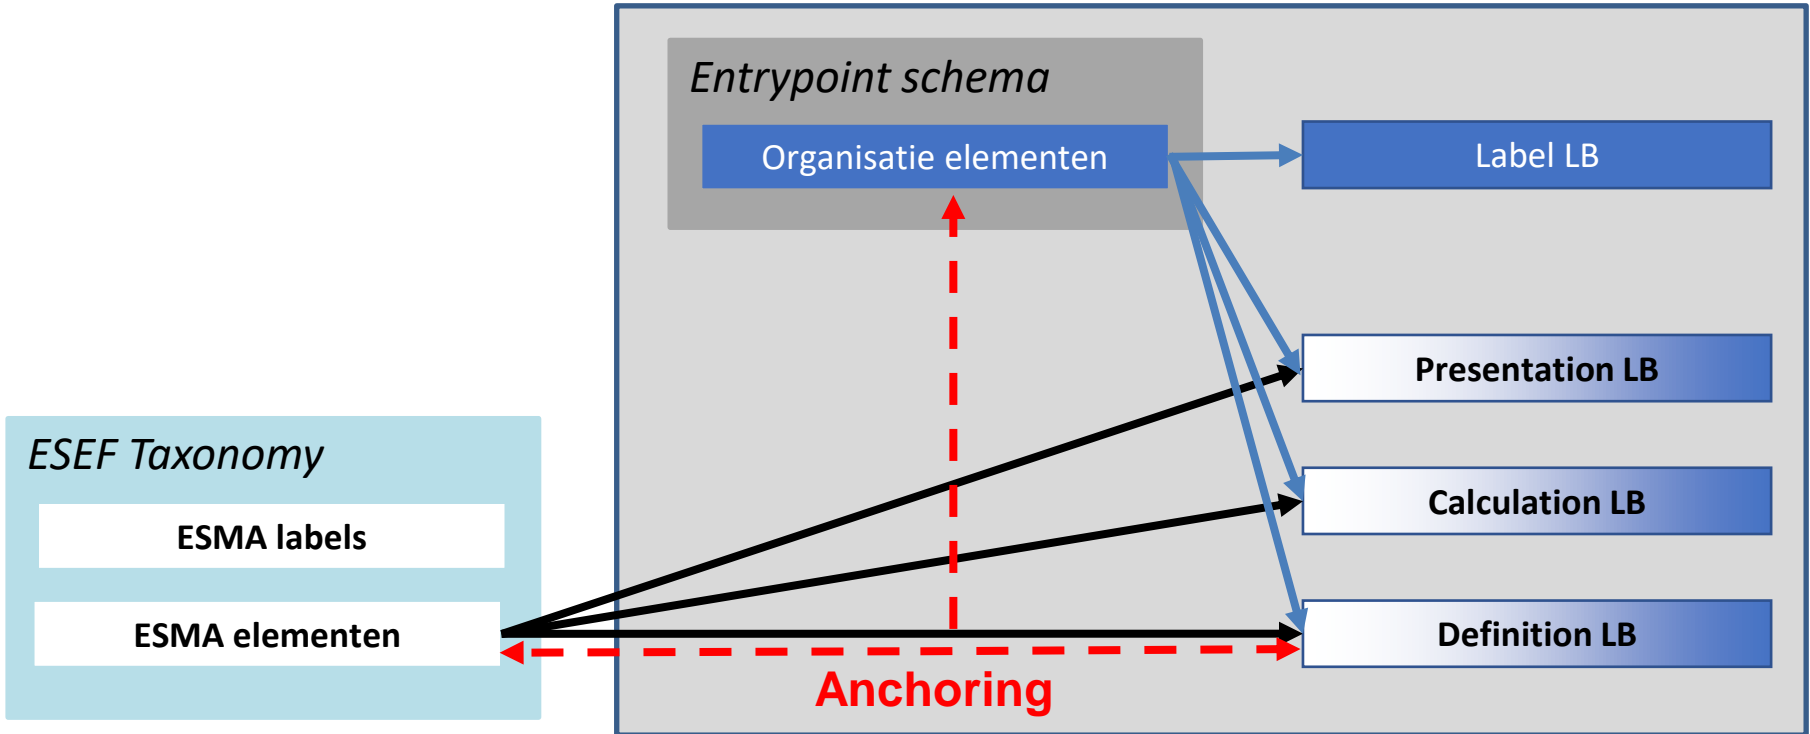 Entrypoint schema
Organisatie elementen
Label LB
Presentation LB
ESEF Taxonomy
Calculation LB
ESMA labels
ESMA elementen
Definition LB
Anchoring